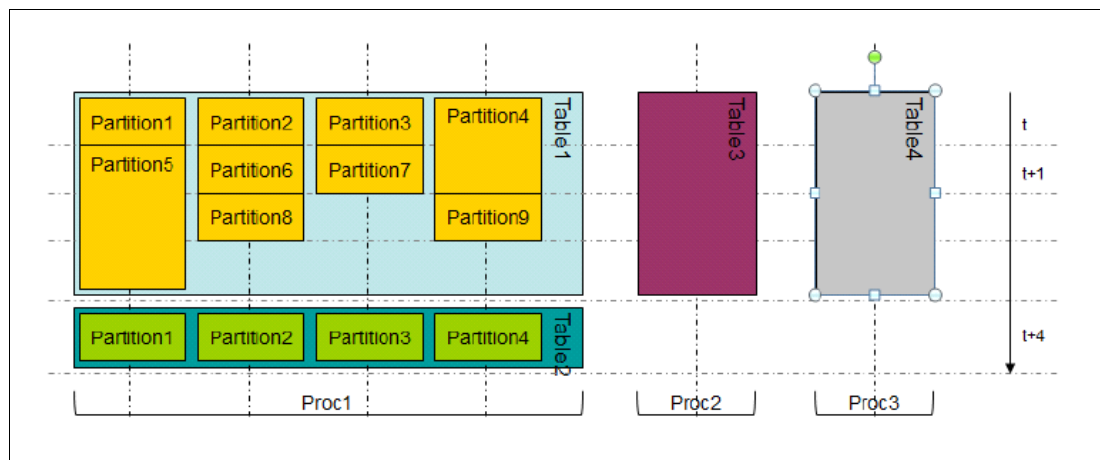 Partition1
Partition2
Partition3
Partition4
Table1
Table3
Table4
t
Partition5
Partition6
Partition7
t+1
Partition8
Partition9
Partition1
Partition2
Partition3
Partition4
Table2
t+4
Proc1
Proc2
Proc3